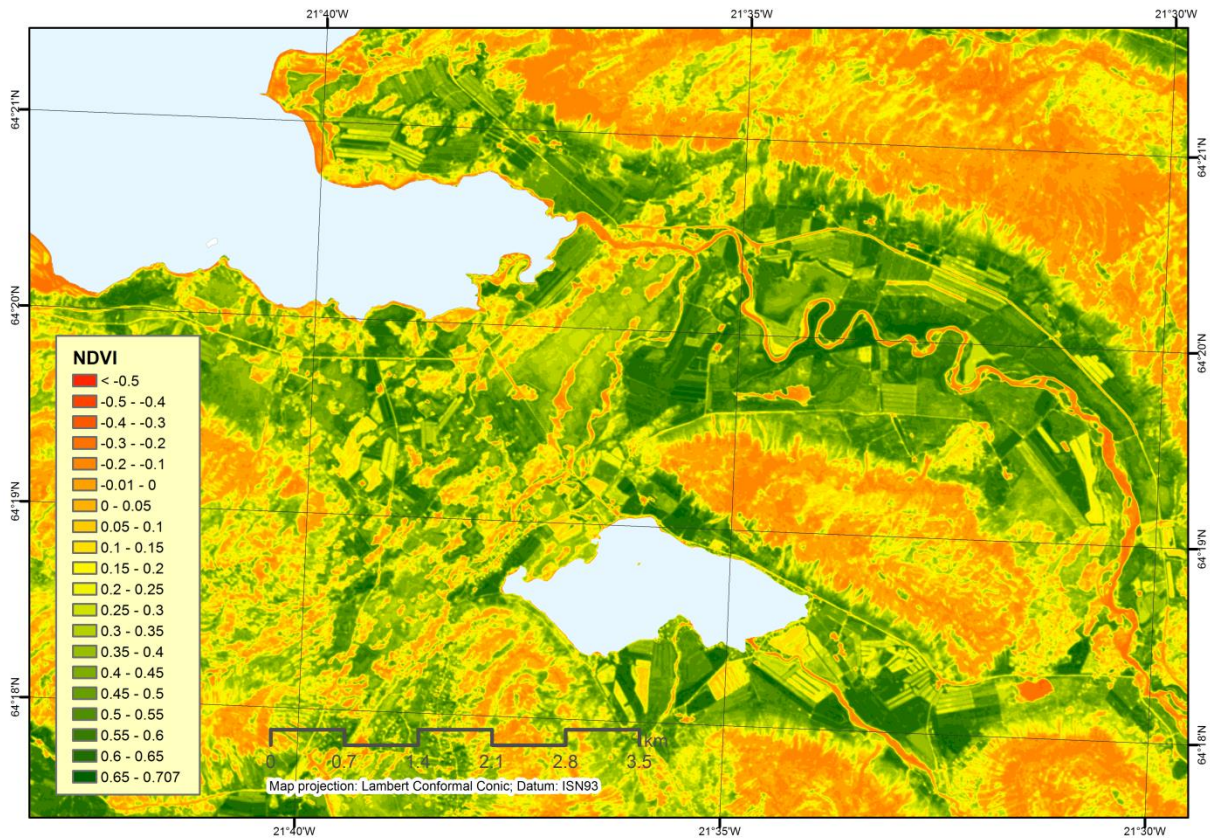 21°40'W
21°35'W
21°30'W
64°21'N
64°21'N
64°20'N
64°20'N
64°19'N
64°19'N
64°18'N
64°18'N
NDVI
< -0.5
-0.5 - -0.4
-0.4 - -0.3
-0.3 - -0.2
-0.2 - -0.1
-0.01 - 0
0 - 0.05
0.05 - 0.1
0.1 - 0.15
0.15 - 0.2
0.2 - 0.25
0.25 - 0.3
0.3 - 0.35
0.35 - 0.4
0.4 - 0.45
0.45 - 0.5
0.5 - 0.55
0.55 - 0.6
0.6 - 0.65
0.65 - 0.707
km
0 0.7 1.4 2.1 2.8 3.5
Map projection: Lambert Conformal Conic; Datum: ISN93
21°40'W
21°35'W
21°30'W